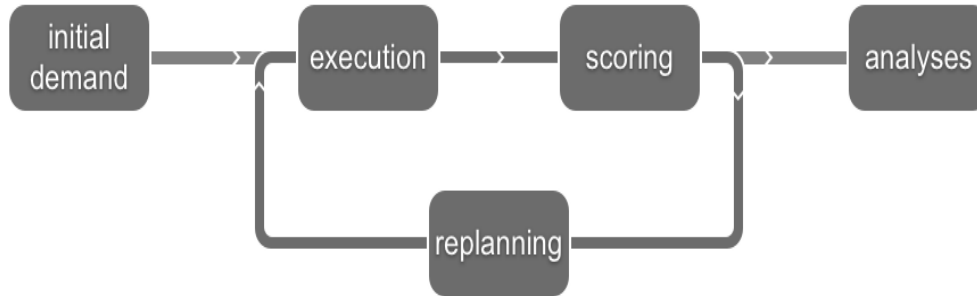 initial
demand
execution
scoring
analyses
replanning